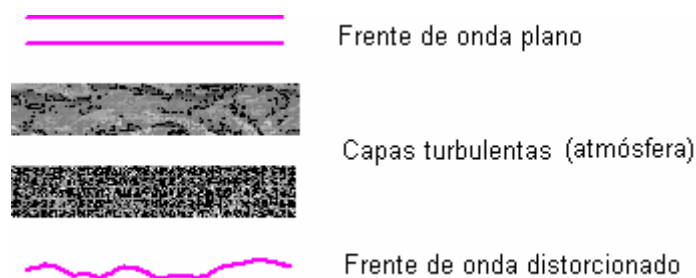 Frente de onda plano
Capas turbulentas (atmósfera)
Frente de onda distorcionado